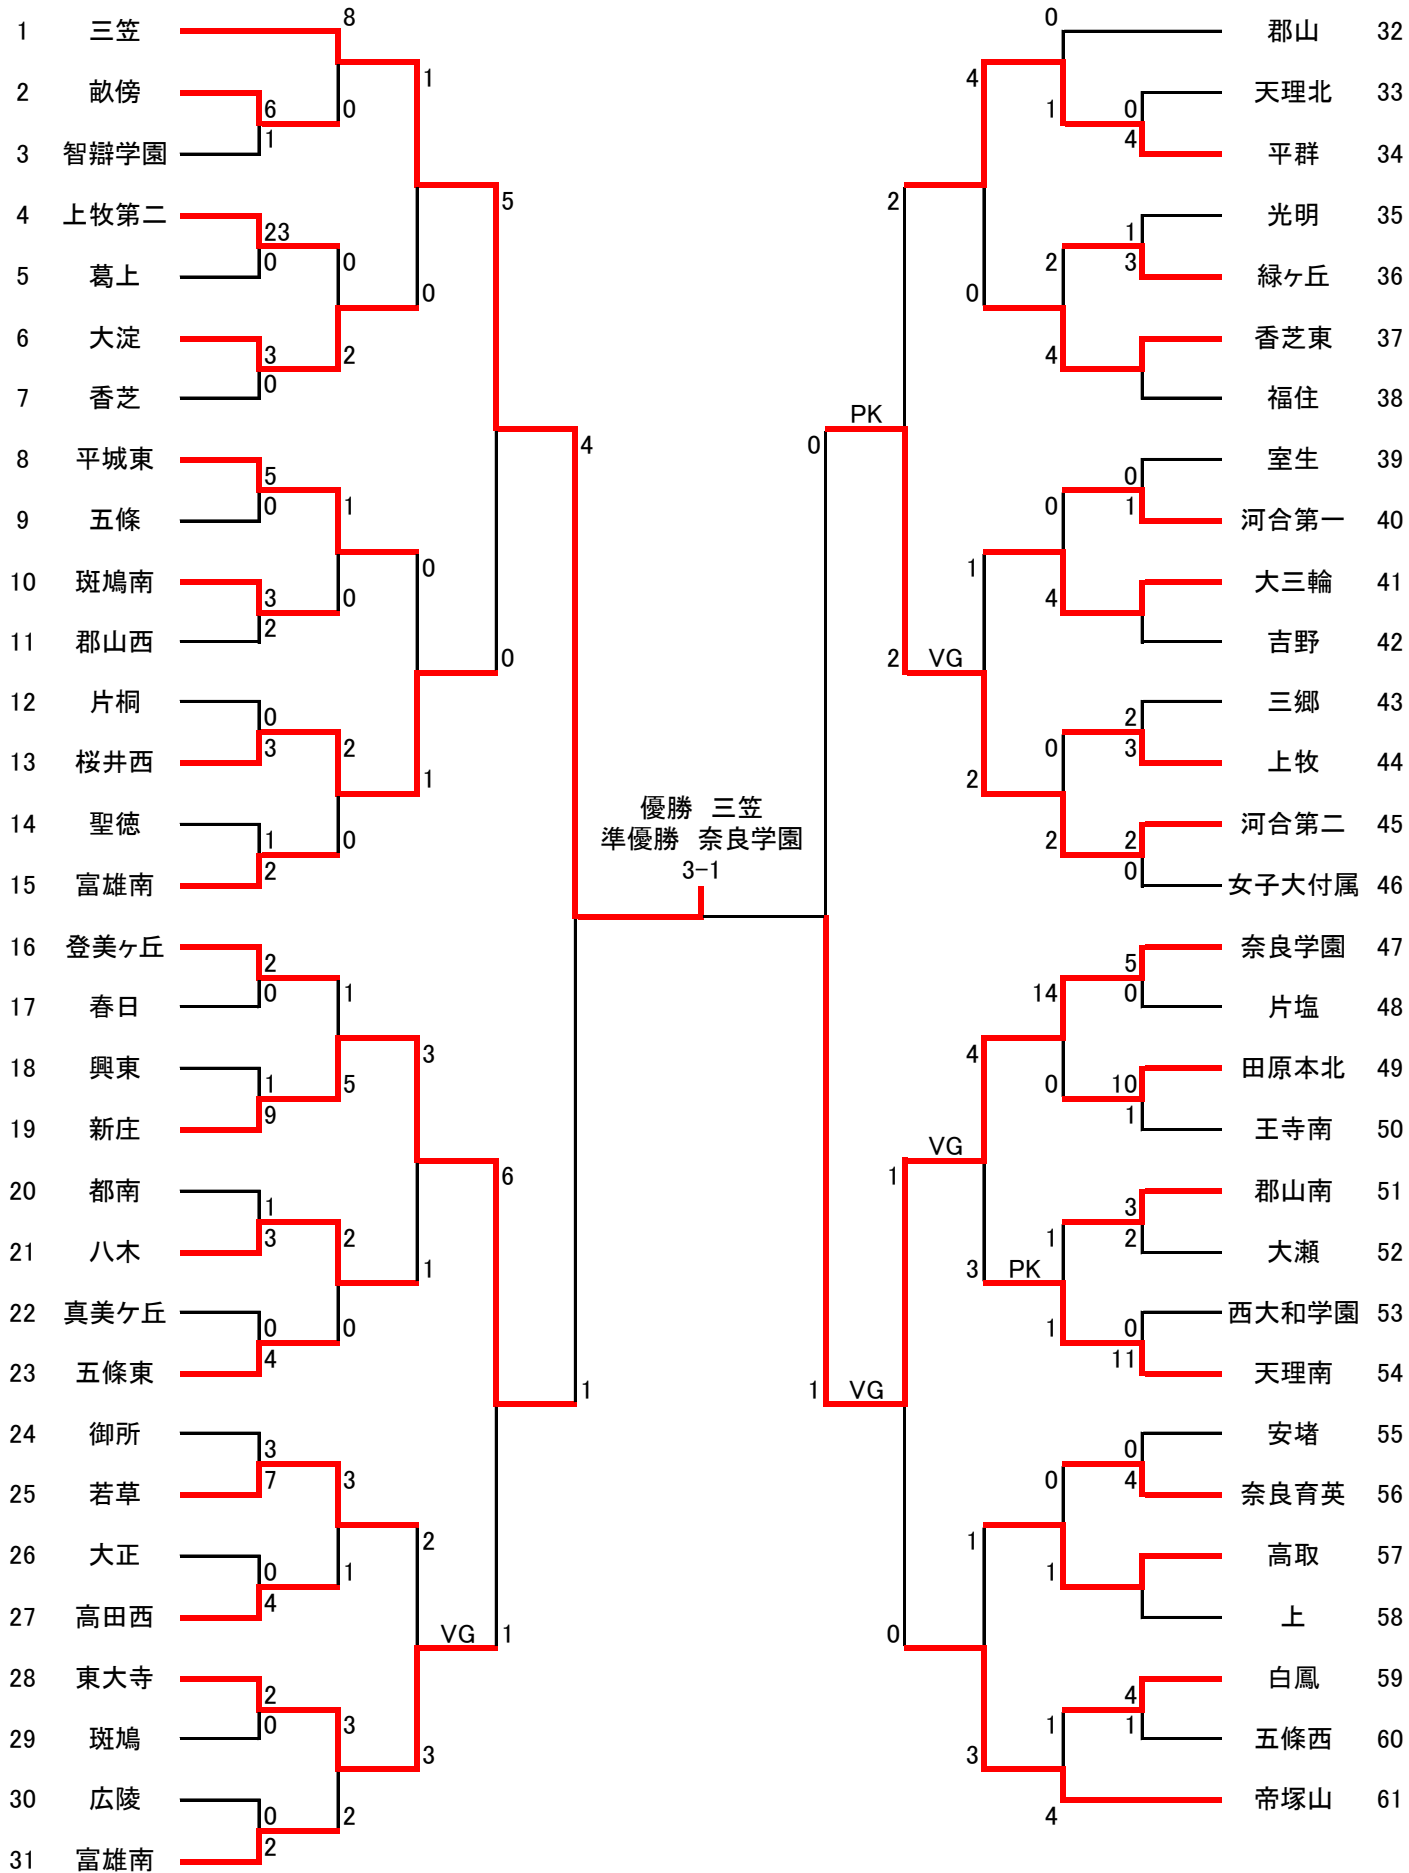 1 三笠 8 0 郡山 32
1 4
2 畝傍 6 0 1 0 天理北 33
3 智辯学園 1 4 平群 34
5 2
4 上牧第二 23 1 光明 35
5 葛上 0 0 2 3 緑ヶ丘 36
0 0
6 大淀 3 2 4 香芝東 37
7 香芝 0 福住 38
PK
4 0
8 平城東 5 0 室生 39
9 五條 0 1 0 1 河合第一 40
0 1
10 斑鳩南 3 0 4 大三輪 41
11 郡山西 2 吉野 42
0 2 VG
12 片桐 0 2 三郷 43
13 桜井西 3 2 0 3 上牧 44
1 2
優勝 三笠
14 聖徳 1 0 2 2 河合第二 45
準優勝 奈良学園
3-1
15 富雄南 2 0 女子大付属 46
16 登美ヶ丘 2 5 奈良学園 47
17 春日 0 1 14 0 片塩 48
3 4
18 興東 1 5 0 10 田原本北 49
19 新庄 9 1 王寺南 50
6 1 VG
20 都南 1 3 郡山南 51
21 八木 3 2 1 2 大瀬 52
1 3 PK
22 真美ケ丘 0 0 1 0 西大和学園 53
23 五條東 4 11 天理南 54
1 1 VG
24 御所 3 0 安堵 55
25 若草 7 3 0 4 奈良育英 56
2 1
26 大正 0 1 1 高取 57
27 高田西 4 上 58
VG 1 0
28 東大寺 2 4 白鳳 59
29 斑鳩 0 3 1 1 五條西 60
3 3
30 広陵 0 2 4 帝塚山 61
31 富雄南 2